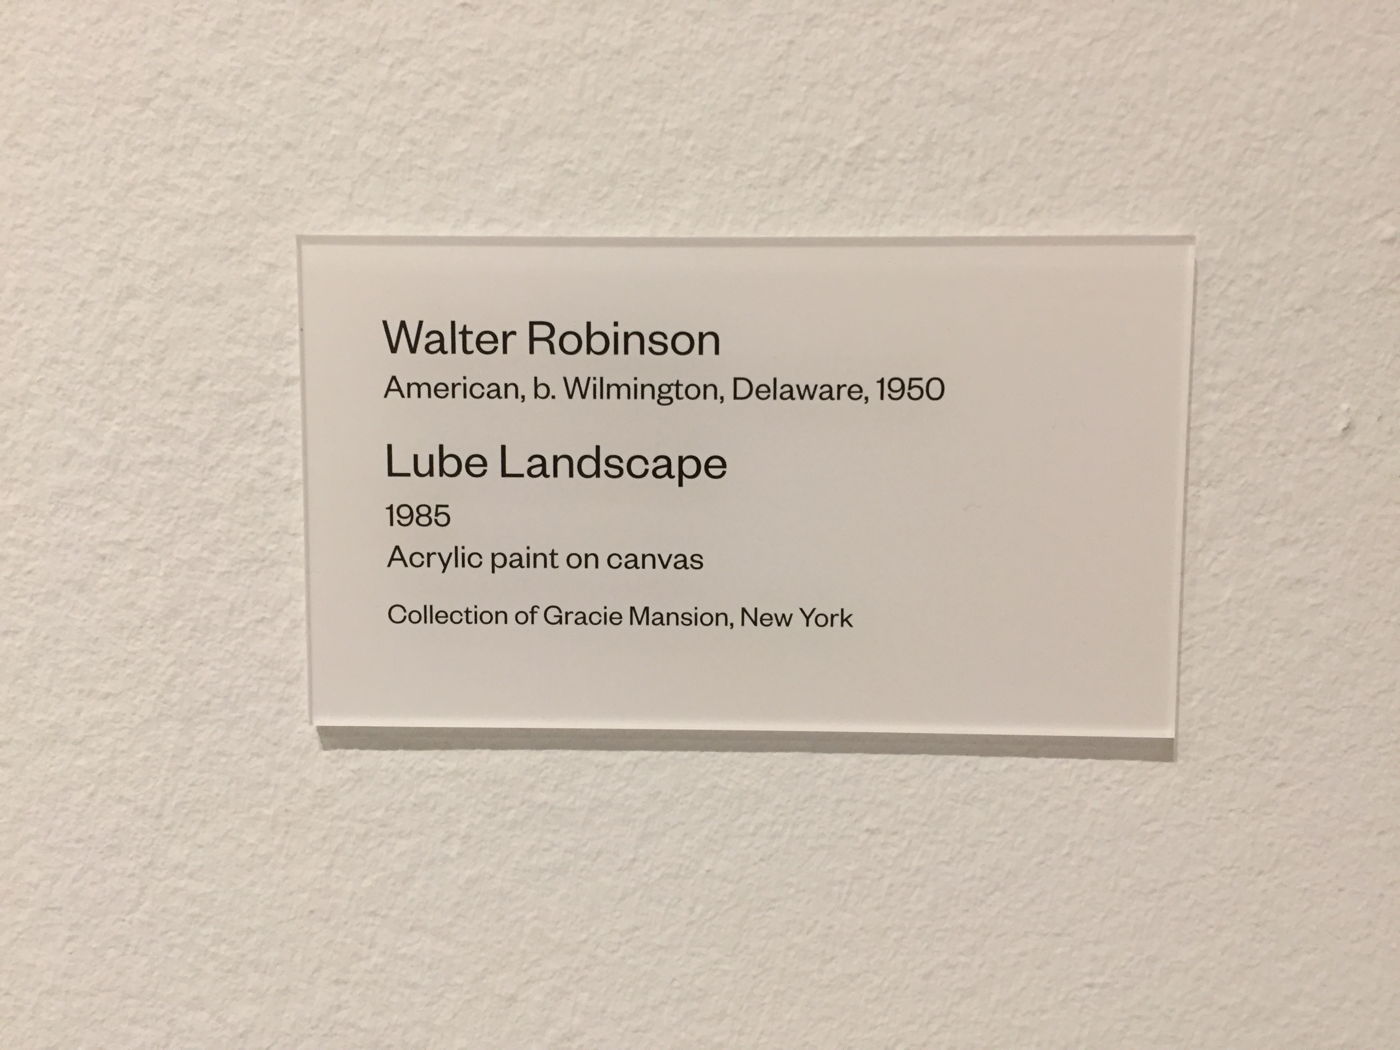 Walter Robinson
American, b. Wilmington, Delaware, 1950
Lube Landscape
1985
Acrylic paint on canvas
Collection of Gracie Mansion, New York